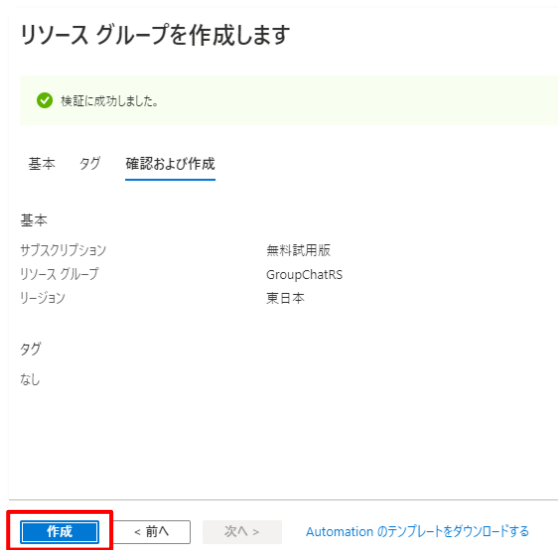 リソース グループを作成します
検証に成功しました。
基本 タグ 確認および作成
基本
サブスクリプション 無料試用版
リソース グループ GroupChatRS
リージョン 東日本
タグ
なし
作成 < 前へ 次へ > Automation のテンプレートをダウンロードする